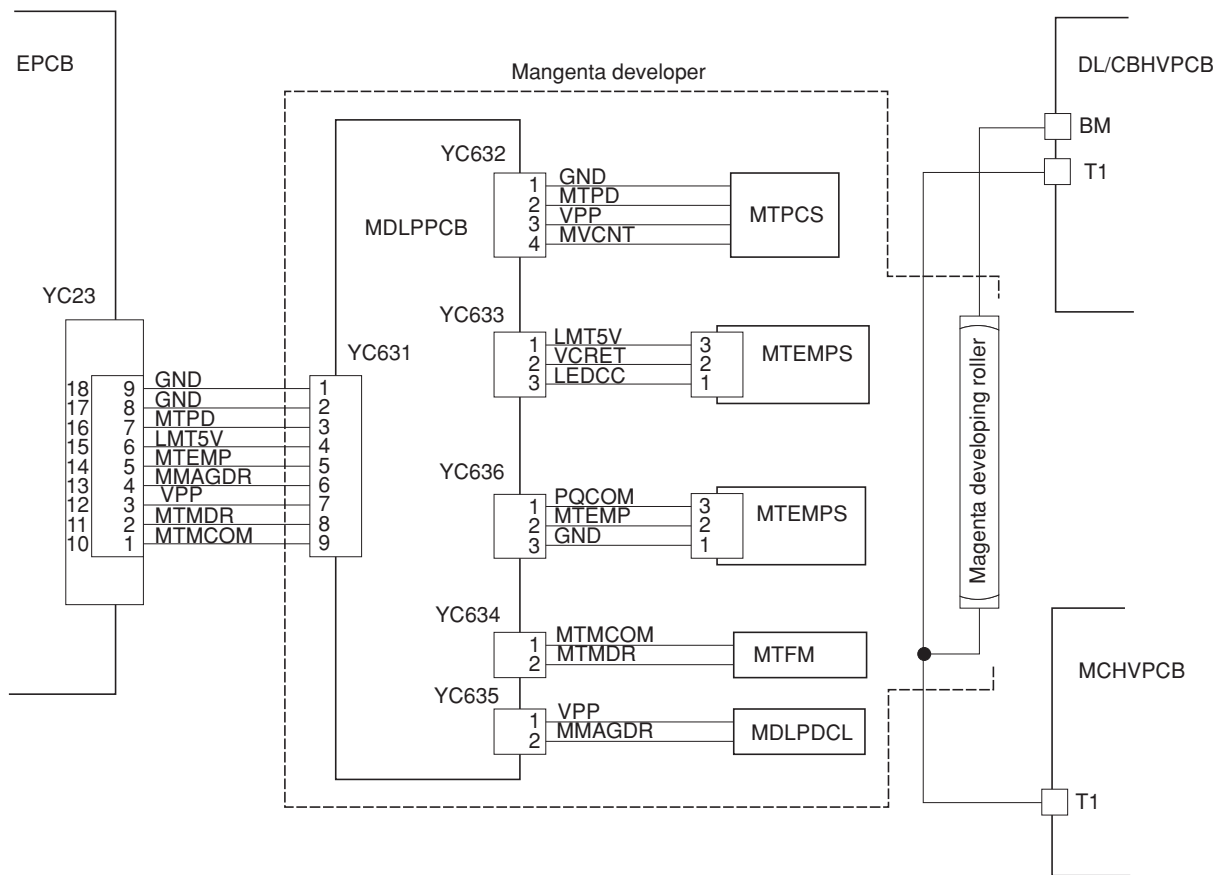 EPCB
DL/CBHVPCB
Mangenta developer
BM
T1
YC632
1 GND
2 MTPD
3 VPP
4 MVCNT
MTPCS
MDLPPCB
YC23
YC633
1 LMT5V 3
2 VCRET 2
3 LEDCC 1
MTEMPS
YC631
18 9 GND 1
17 8 GND 2
16 7 MTPD 3
15 6 LMT5V 4
14 5 MTEMP 5
13 4 MMAGDR 6
12 3 VPP 7
11 2 MTMDR 8
10 1 MTMCOM 9
YC636
1 PQCOM 3
2 MTEMP 2
3 GND 1
MTEMPS
Magenta developing roller
YC634
1 MTMCOM
2 MTMDR
MTFM
YC635
1 VPP
2 MMAGDR
MDLPDCL
MCHVPCB
T1